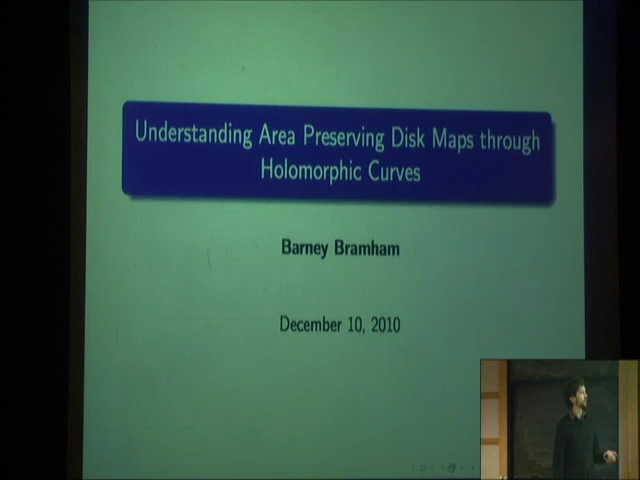 Understanding Area Preserving Disk Maps through
Holomorphic Curves
Barney Bramham
December 10, 2010